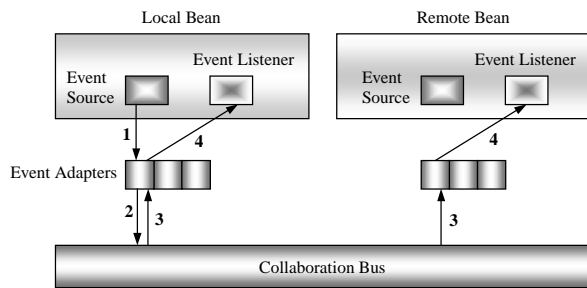 Local Bean
Remote Bean
Event Listener
Event
Source
Event Listener
Event
Source
1
4
4
Event Adapters
2
3
3
Collaboration Bus